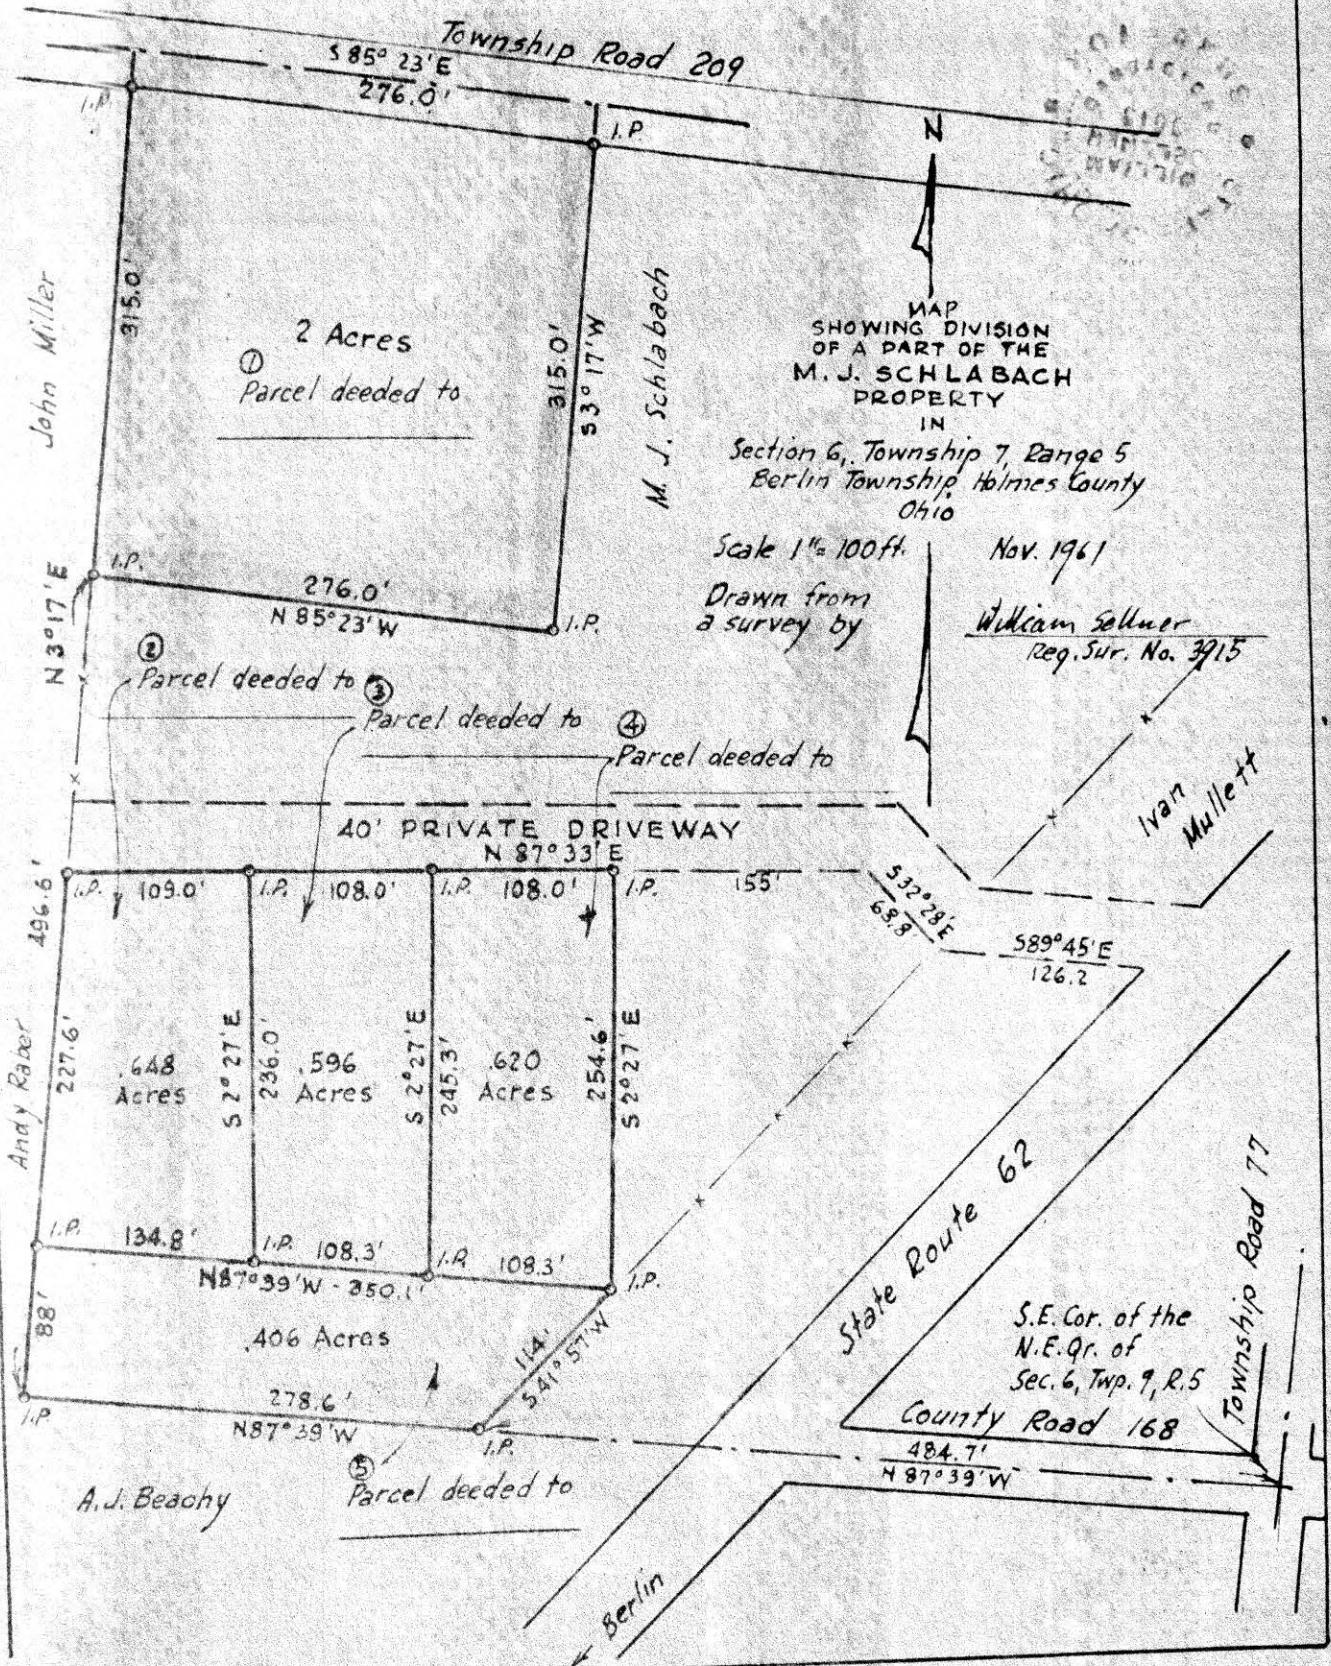 Township Road 209
S 85° 23' E
276.0'
I.P.
I.P.
N
John Miller
315.0'
2 Acres
①
Parcel deeded to
315.0'
S 3° 17' W
M. J. Schlabach
MAP
SHOWING DIVISION
OF A PART OF THE
M. J. SCHLABACH
PROPERTY
IN
Section 6, Township 7, Range 5
Berlin Township, Holmes County
Ohio
Scale 1" = 100 ft.
Nov. 1961
Drawn from
a survey by
William Sellner
Reg. Sur. No. 3915
I.P.
276.0'
N 85° 23' W
I.P.
N 3° 17' E
②
Parcel deeded to
③
Parcel deeded to
④
Parcel deeded to
Ivan
Mullett
40' PRIVATE DRIVEWAY
N 87° 33' E
496.6'
I.P.
109.0'
I.P.
108.0'
I.P.
108.0'
I.P.
155'
S 32° 28' E
68.8'
S 89° 45' E
126.2
Andy Raber
227.6'
.648
Acres
S 2° 27' E
236.0'
.596
Acres
S 2° 27' E
245.3'
.620
Acres
254.6'
S 2° 27' E
I.P.
134.8'
I.P.
108.3'
I.P.
108.3'
I.P.
N 87° 39' W - 350.1'
88'
.406 Acres
114'
S 41° 57' W
State Route 62
Township Road 77
S.E. Cor. of the
N.E. Qr. of
Sec. 6, Twp. 9, R. 5
I.P.
278.6'
N 87° 39' W
I.P.
County Road 168
484.7'
N 87° 39' W
A. J. Beachy
⑤
Parcel deeded to
Berlin